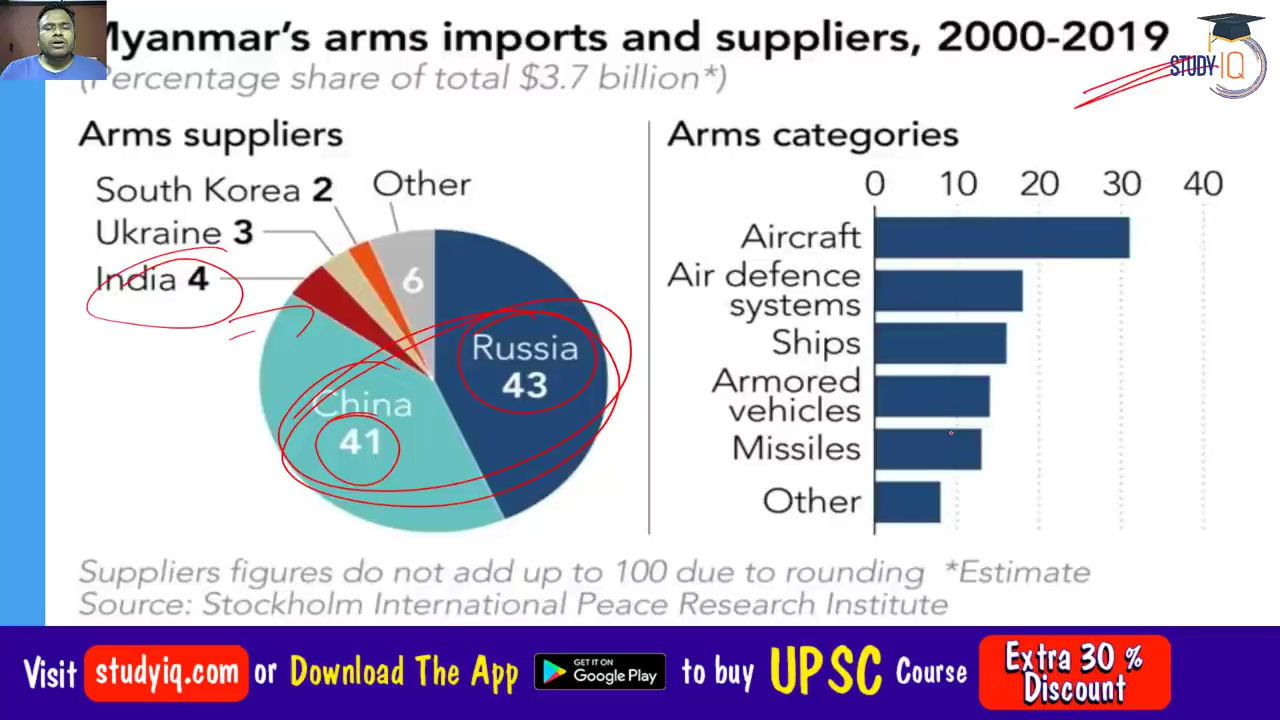 Myanmar's arms imports and suppliers, 2000-2019
(Percentage share of total $3.7 billion*)
STUDY IQ
Arms suppliers
South Korea 2
Other
Ukraine 3
India 4
6
Russia
43
China
41
Arms categories
0 10 20 30 40
Aircraft
Air defence
systems
Ships
Armored
vehicles
Missiles
Other
Suppliers figures do not add up to 100 due to rounding *Estimate
Source: Stockholm International Peace Research Institute
Visit studyiq.com or Download The App GET IT ON Google Play to buy UPSC Course Extra 30 % Discount